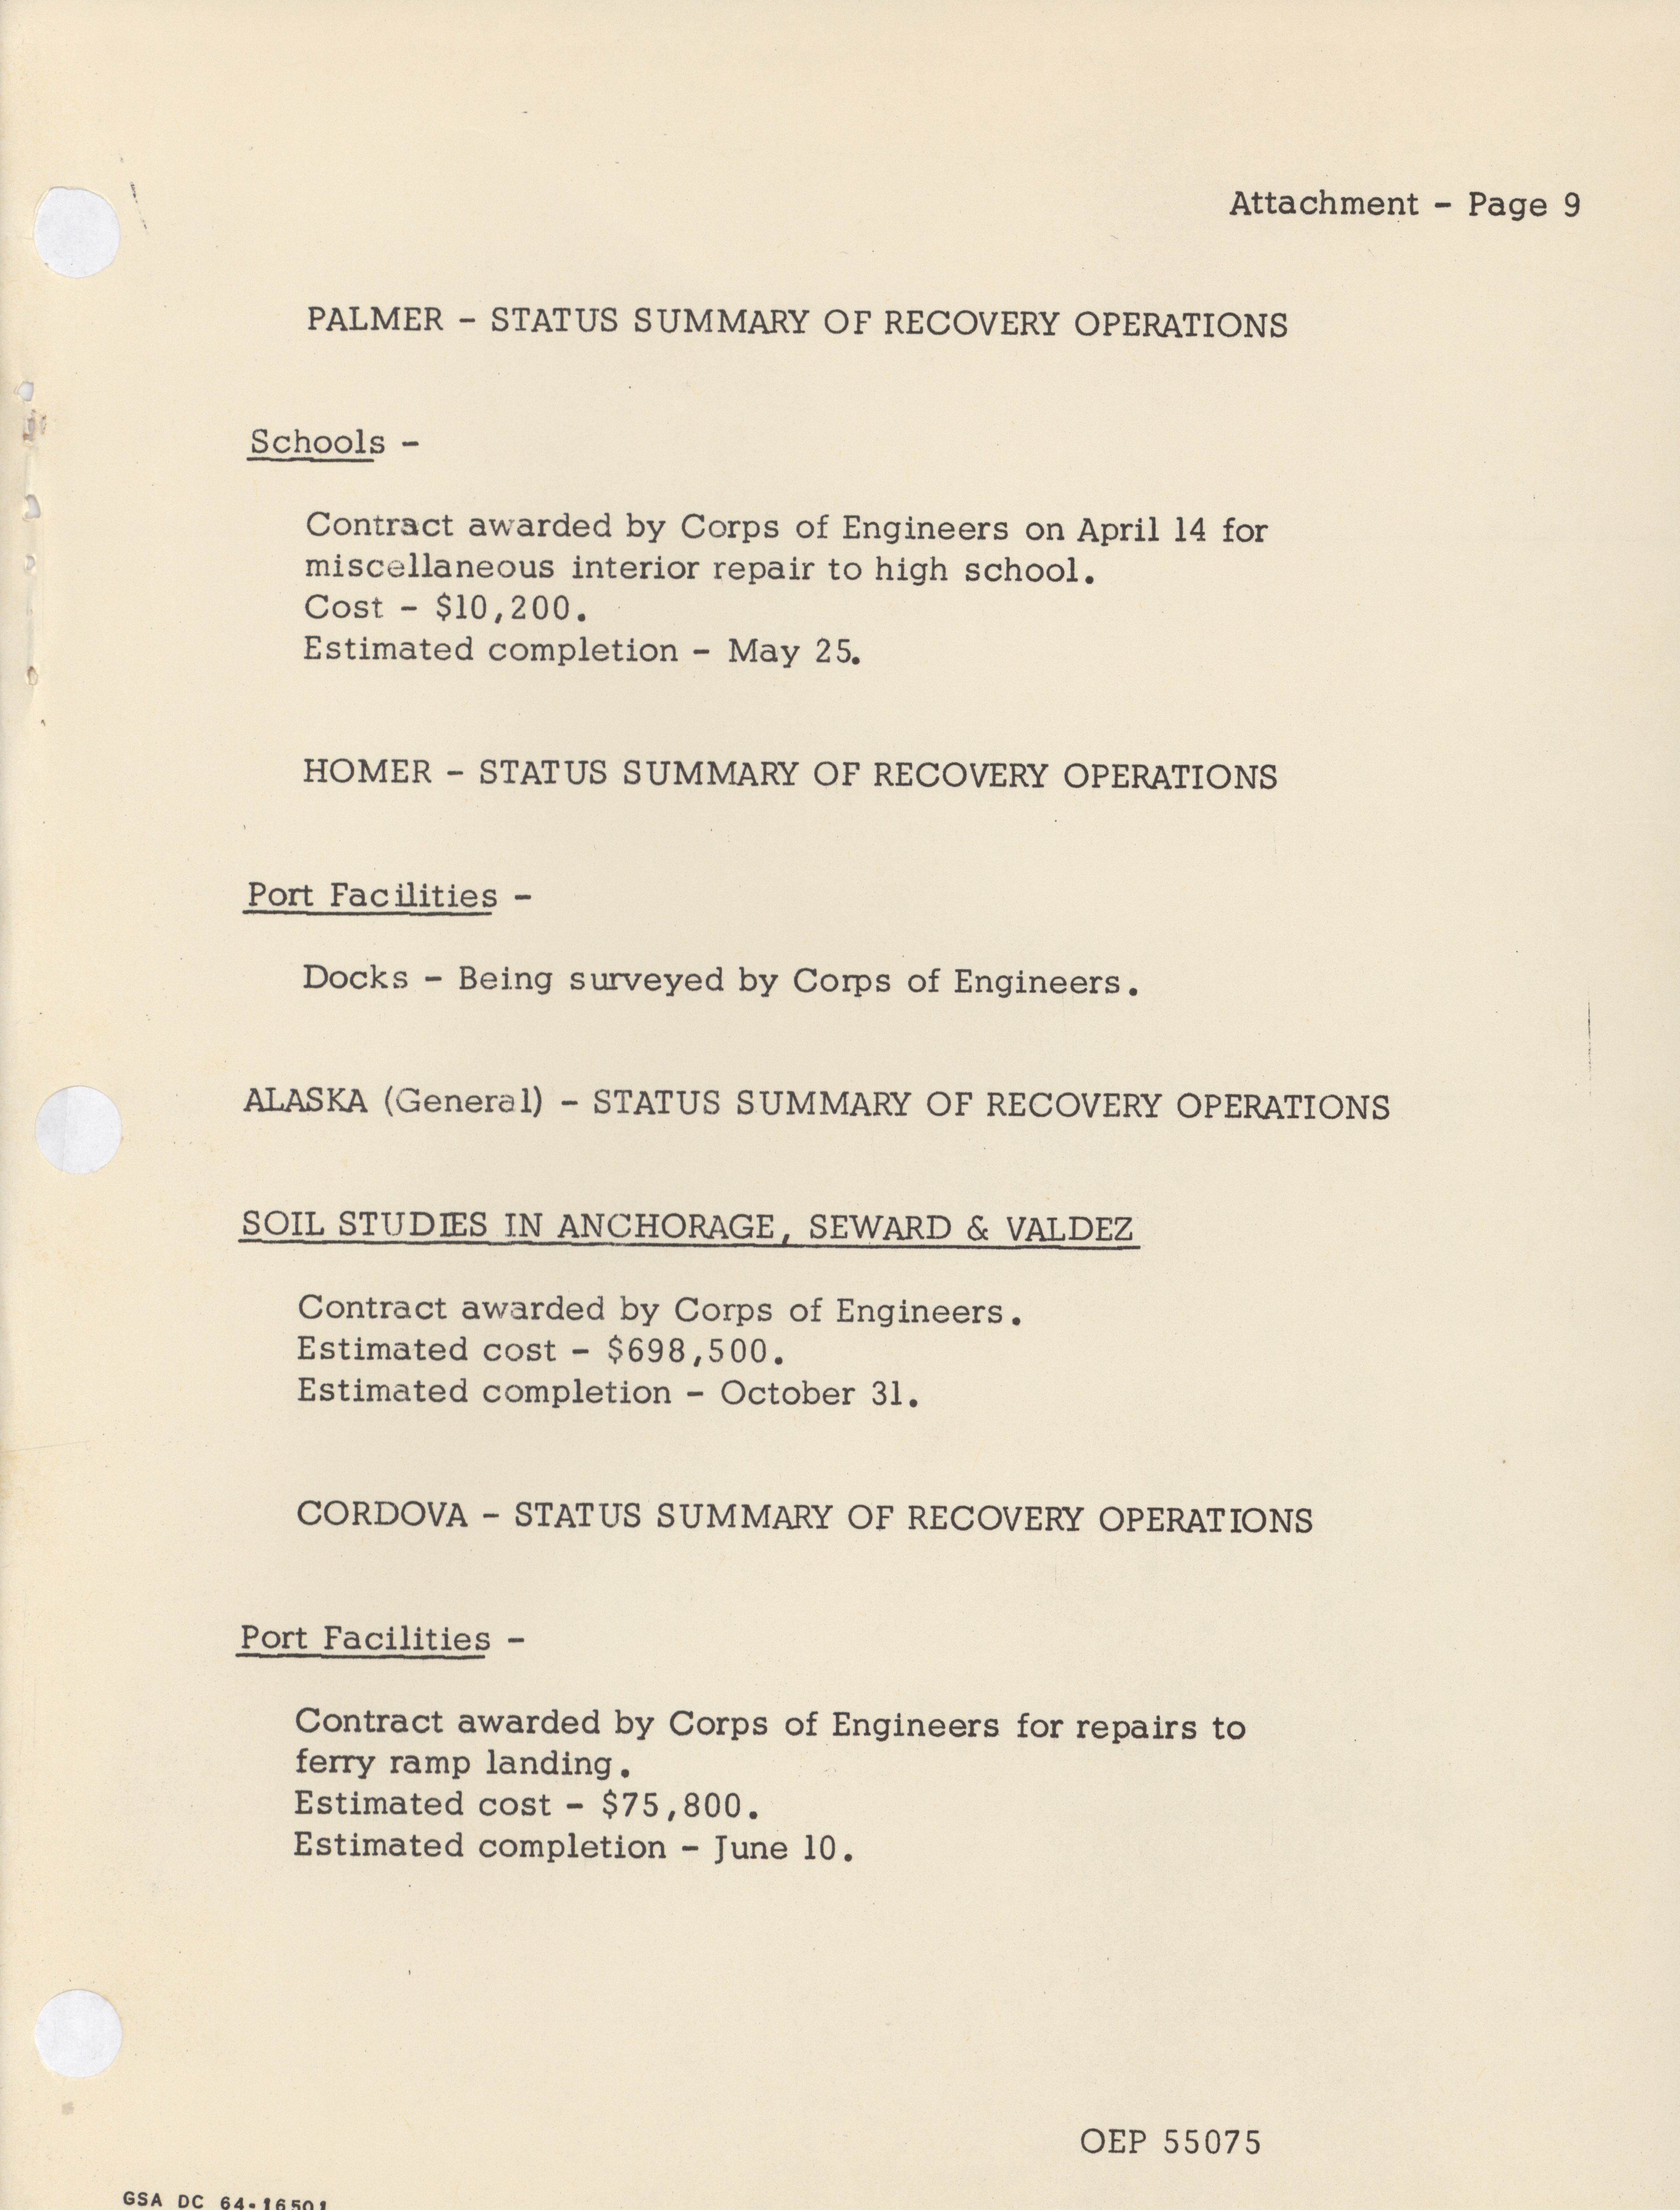 Attachment - Page 9
PALMER - STATUS SUMMARY OF RECOVERY OPERATIONS
Schools -
Contract awarded by Corps of Engineers on April 14 for
miscellaneous interior repair to high school.
Cost - $10,200.
Estimated completion - May 25.
HOMER - STATUS SUMMARY OF RECOVERY OPERATIONS
Port Facilities -
Docks - Being surveyed by Corps of Engineers.
ALASKA (General) - STATUS SUMMARY OF RECOVERY OPERATIONS
SOIL STUDIES IN ANCHORAGE, SEWARD & VALDEZ
Contract awarded by Corps of Engineers.
Estimated cost - $698,500.
Estimated completion - October 31.
CORDOVA - STATUS SUMMARY OF RECOVERY OPERATIONS
Port Facilities -
Contract awarded by Corps of Engineers for repairs to
ferry ramp landing.
Estimated cost - $75,800.
Estimated completion - June 10.
OEP 55075
GSA DC 64-16501